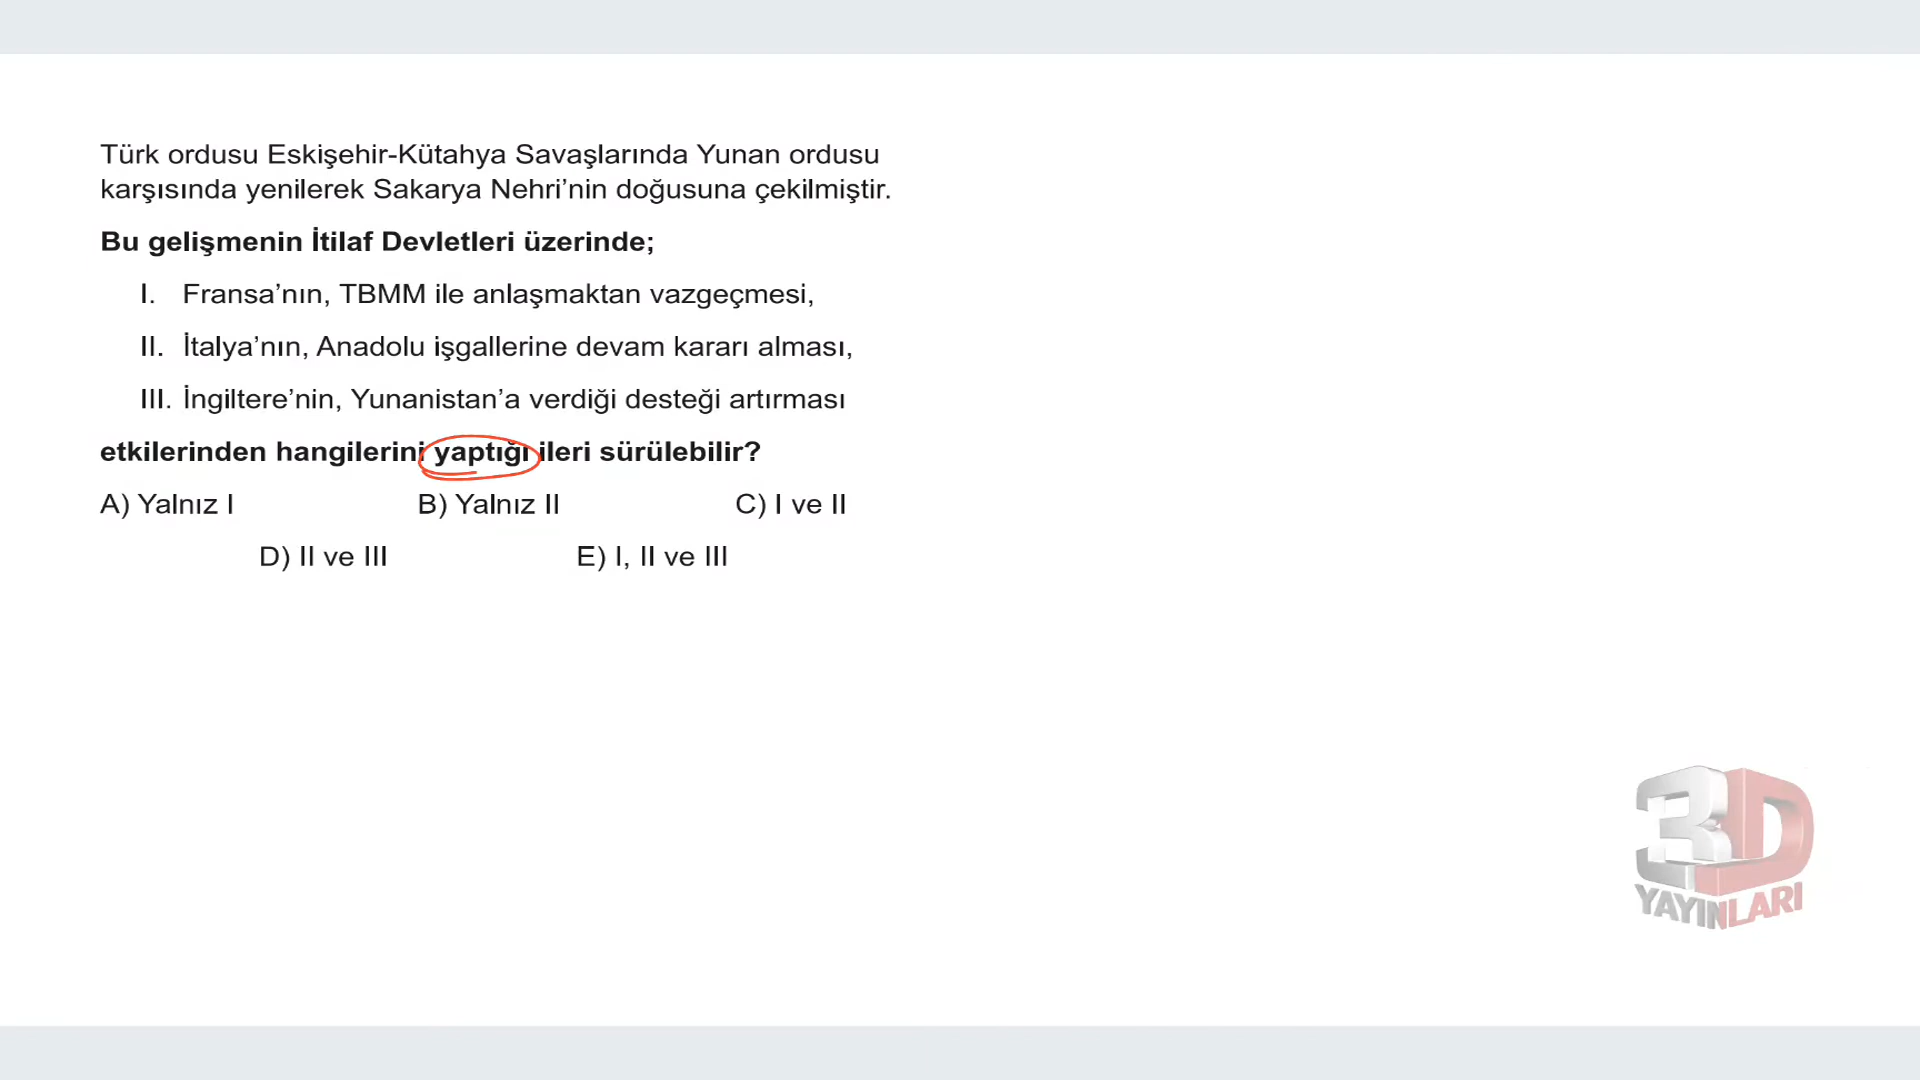 Türk ordusu Eskişehir-Kütahya Savaşlarında Yunan ordusu
karşısında yenilerek Sakarya Nehri’nin doğusuna çekilmiştir.
Bu gelişmenin İtilaf Devletleri üzerinde;
I. Fransa’nın, TBMM ile anlaşmaktan vazgeçmesi,
II. İtalya’nın, Anadolu işgallerine devam kararı alması,
III. İngiltere’nin, Yunanistan’a verdiği desteği artırması
etkilerinden hangilerini yaptığı ileri sürülebilir?
A) Yalnız I B) Yalnız II C) I ve II
D) II ve III E) I, II ve III
3D
YAYINLARI